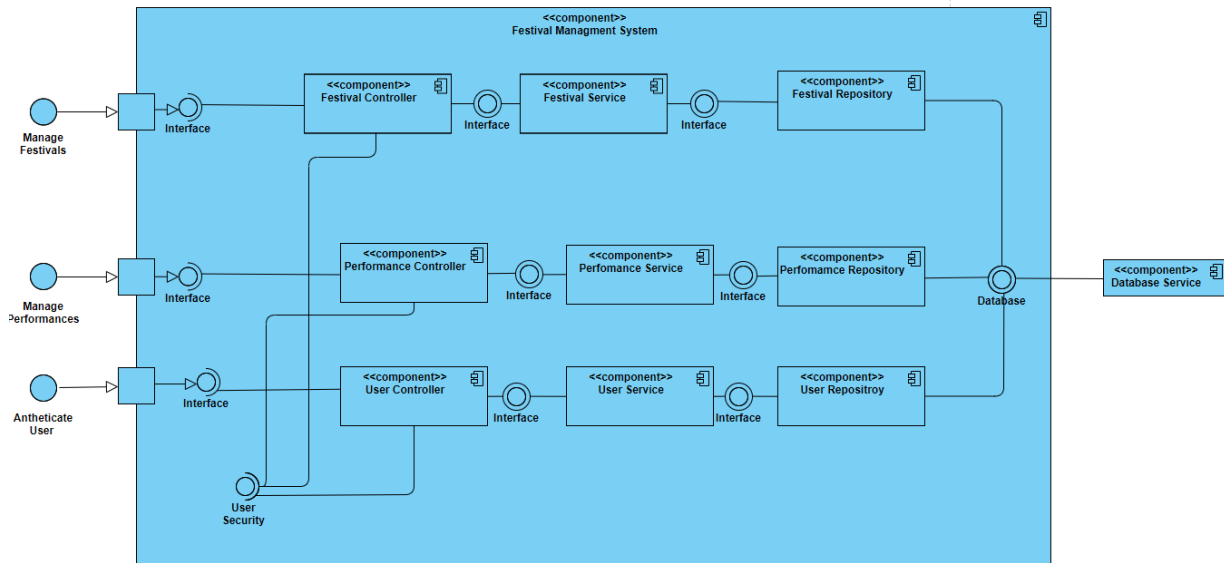 <<component>>
Festival Managment System
<<component>>
Festival Controller
<<component>>
Festival Service
<<component>>
Festival Repository
Interface
Interface
Interface
Manage
Festivals
<<component>>
Performance Controller
<<component>>
Perfomance Service
<<component>>
Perfomamce Repository
<<component>>
Database Service
Interface
Interface
Interface
Database
Manage
Performances
<<component>>
User Controller
<<component>>
User Service
<<component>>
User Repositroy
Interface
Interface
Interface
Antheticate
User
User
Security